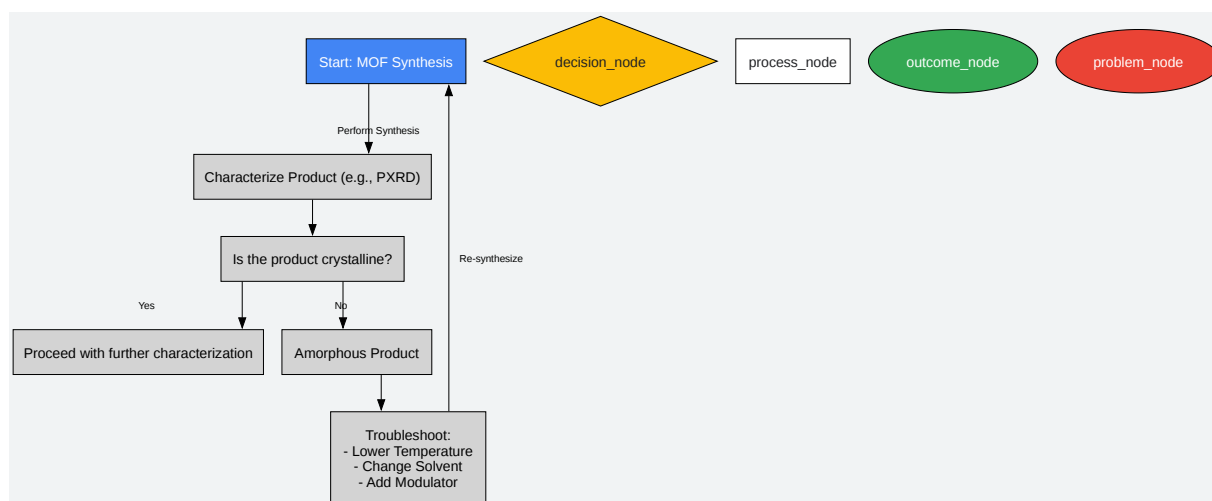 Start: MOF Synthesis
decision_node
process_node
outcome_node
problem_node
Perform Synthesis
Characterize Product (e.g., PXRD)
Is the product crystalline?
Re-synthesize
Yes
No
Proceed with further characterization
Amorphous Product
Troubleshoot:
- Lower Temperature
- Change Solvent
- Add Modulator